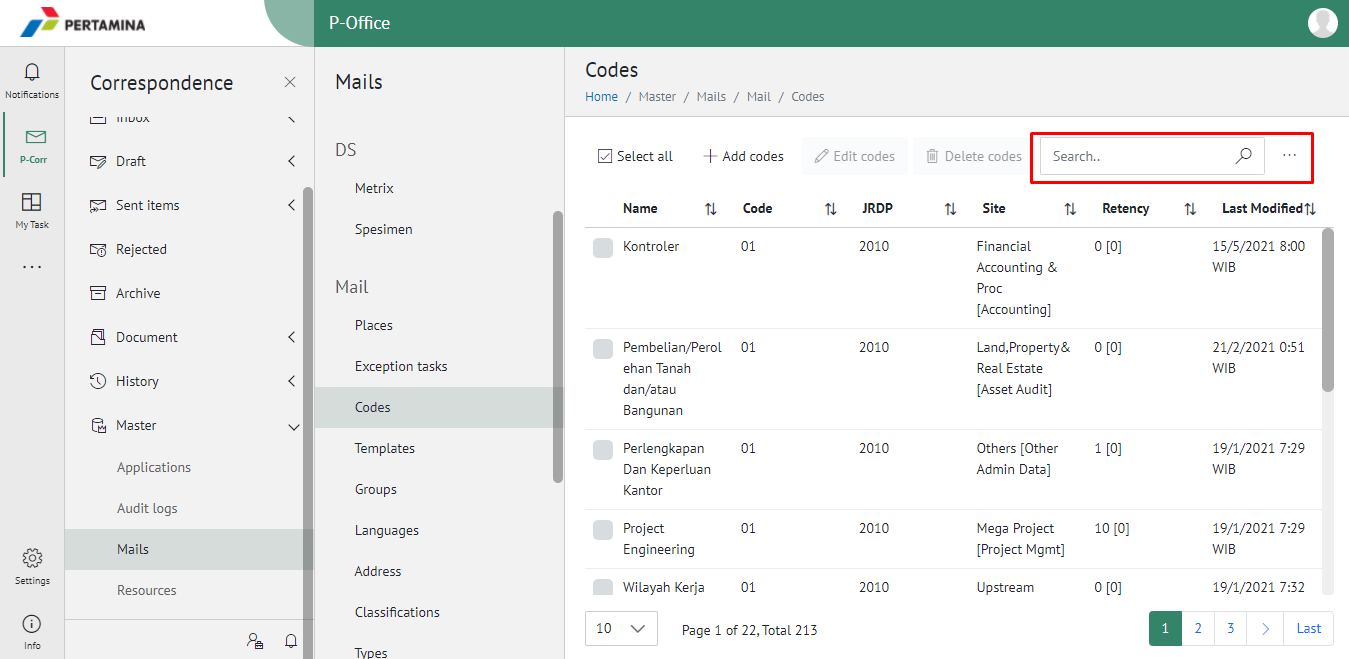 PERTAMINA
P-Office
Notifications
P-Corr
My Task
Settings
Info
Correspondence
Inbox
Draft
Sent items
Rejected
Archive
Document
History
Master
Applications
Audit logs
Mails
Resources
Mails
DS
Metrix
Spesimen
Mail
Places
Exception tasks
Codes
Templates
Groups
Languages
Address
Classifications
Types
Codes
Home / Master / Mails / Mail / Codes
Select all Add codes Edit codes Delete codes Search.. ...
Name Code JRDP Site Retency Last Modified
Kontroler 01 2010 Financial 0 [0] 15/5/2021 8:00
Accounting & WIB
Proc
[Accounting]
Pembelian/Perol 01 2010 Land,Property& 0 [0] 21/2/2021 0:51
ehan Tanah Real Estate WIB
dan/atau [Asset Audit]
Bangunan
Perlengkapan 01 2010 Others [Other 1 [0] 19/1/2021 7:29
Dan Keperluan Admin Data] WIB
Kantor
Project 01 2010 Mega Project 10 [0] 19/1/2021 7:29
Engineering [Project Mgmt] WIB
Wilayah Kerja 01 2010 Upstream 0 [0] 19/1/2021 7:32
10 Page 1 of 22, Total 213 1 2 3 > Last